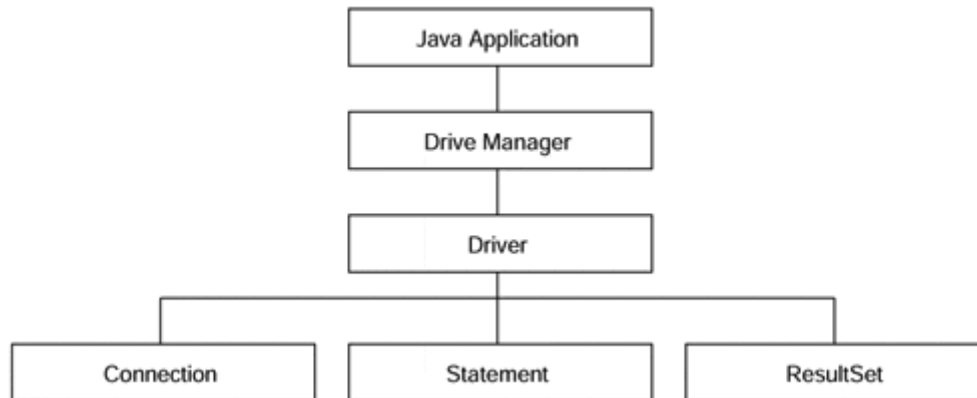 Java Application
Drive Manager
Driver
Connection
Statement
ResultSet